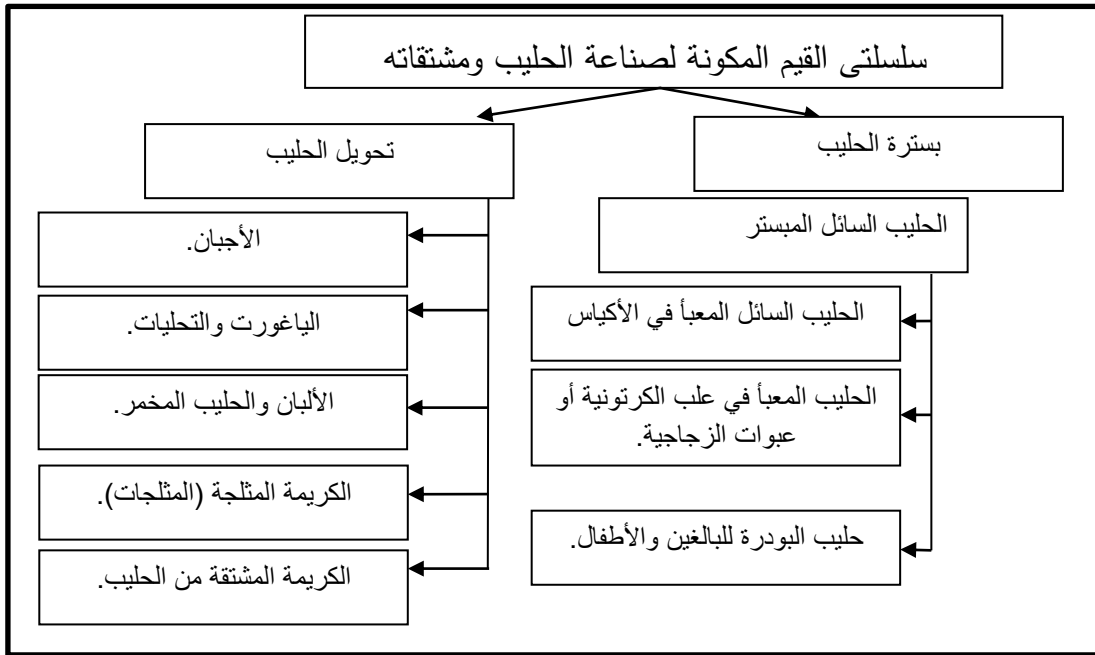 سلسلتى القيم المكونة لصناعة الحليب ومشتقاته
بسترة الحليب
تحويل الحليب
الحليب السائل المبستر
الحليب السائل المعبأ في الأكياس
الحليب المعبأ في علب الكرتونية أو
عبوات الزجاجية.
حليب البودرة للبالغين والأطفال.
الأجبان.
الياغورت والتحليات.
الألبان والحليب المخمر.
الكريمة المثلجة (المثلجات).
الكريمة المشتقة من الحليب.